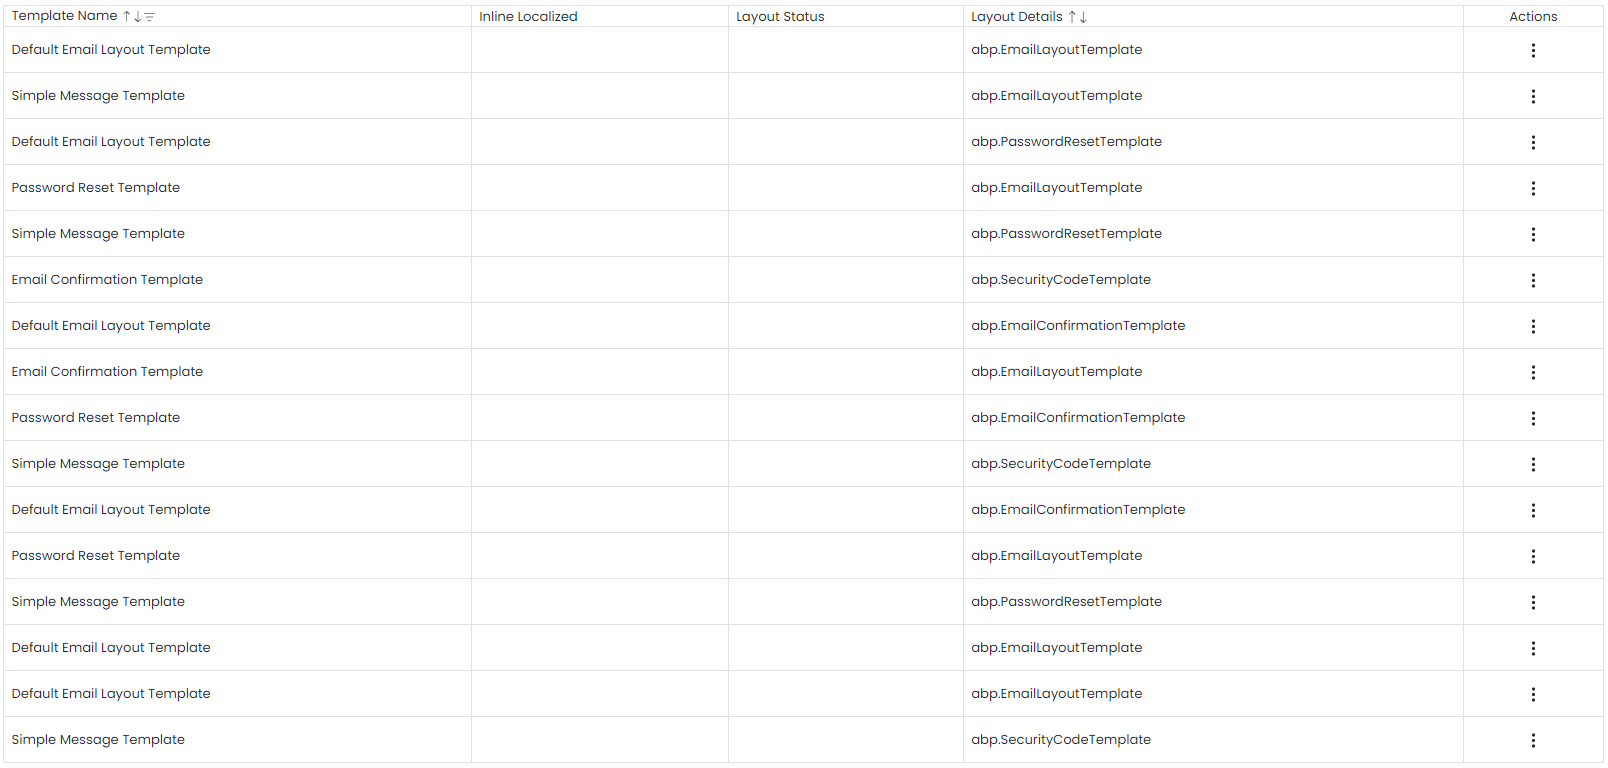 Template Name Inline Localized Layout Status Layout Details Actions
Default Email Layout Template abp.EmailLayoutTemplate
Simple Message Template abp.EmailLayoutTemplate
Default Email Layout Template abp.PasswordResetTemplate
Password Reset Template abp.EmailLayoutTemplate
Simple Message Template abp.PasswordResetTemplate
Email Confirmation Template abp.SecurityCodeTemplate
Default Email Layout Template abp.EmailConfirmationTemplate
Email Confirmation Template abp.EmailLayoutTemplate
Password Reset Template abp.EmailConfirmationTemplate
Simple Message Template abp.SecurityCodeTemplate
Default Email Layout Template abp.EmailConfirmationTemplate
Password Reset Template abp.EmailLayoutTemplate
Simple Message Template abp.PasswordResetTemplate
Default Email Layout Template abp.EmailLayoutTemplate
Default Email Layout Template abp.EmailLayoutTemplate
Simple Message Template abp.SecurityCodeTemplate